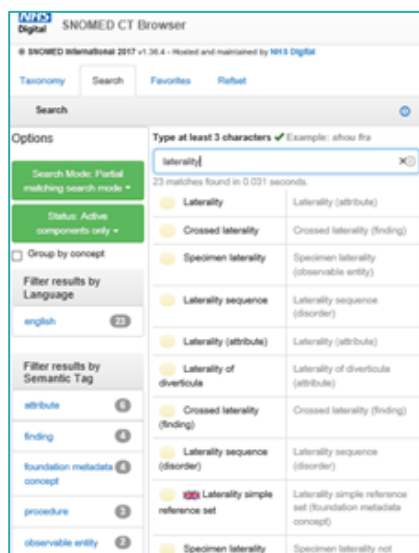 NHS
Digital SNOMED CT Browser
© SNOMED International 2017 v1.36.4 - Hosted and maintained by NHS Digital
Taxonomy Search Favorites Refset
Search
Options
Search Mode: Partial
matching search mode
Status: Active
components only
Group by concept
Filter results by
Language
english 23
Filter results by
Semantic Tag
attribute 6
finding 4
foundation metadata 4
concept
procedure 3
observable entity 2
Type at least 3 characters ✔ Example: shou fra
laterality
23 matches found in 0.031 seconds.
Laterality Laterality (attribute)
Crossed laterality Crossed laterality (finding)
Specimen laterality Specimen laterality
(observable entity)
Laterality sequence Laterality sequence
(disorder)
Laterality (attribute) Laterality (attribute)
Laterality of Laterality of diverticula
diverticula (attribute)
Crossed laterality Crossed laterality (finding)
(finding)
Laterality sequence Laterality sequence
(disorder) (disorder)
Laterality simple Laterality simple reference
reference set set (foundation metadata
concept)
Specimen laterality Specimen laterality not